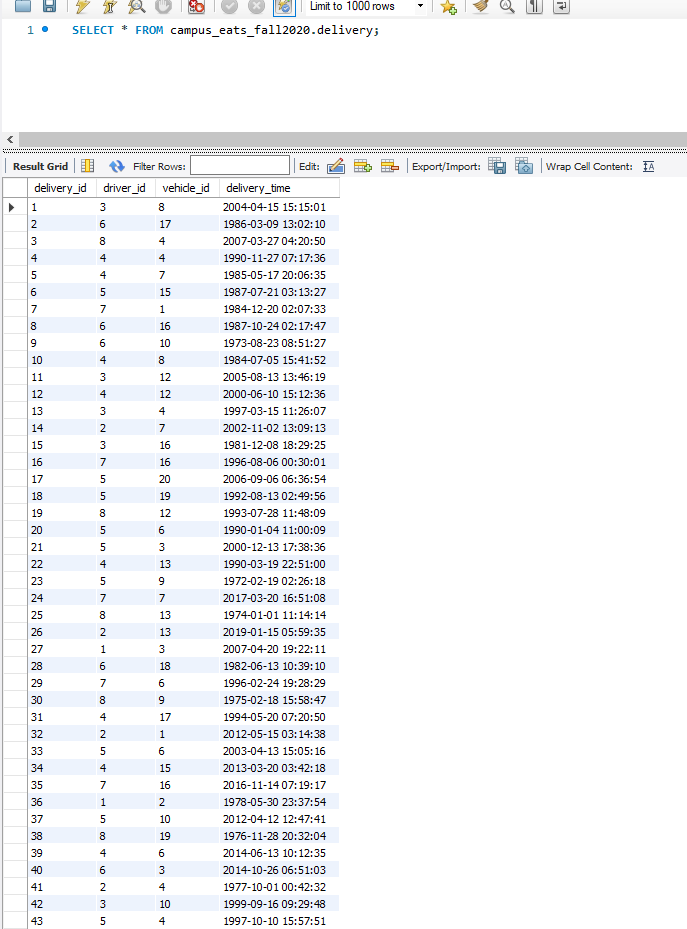 Limit to 1000 rows
1 SELECT * FROM campus_eats_fall2020.delivery;
Result Grid Filter Rows: Edit: Export/Import: Wrap Cell Content:
delivery_id driver_id vehicle_id delivery_time
1 3 8 2004-04-15 15:15:01
2 6 17 1986-03-09 13:02:10
3 8 4 2007-03-27 04:20:50
4 4 4 1990-11-27 07:17:36
5 4 7 1985-05-17 20:06:35
6 5 15 1987-07-21 03:13:27
7 7 1 1984-12-20 02:07:33
8 6 16 1987-10-24 02:17:47
9 6 10 1973-08-23 08:51:27
10 4 8 1984-07-05 15:41:52
11 3 12 2005-08-13 13:46:19
12 4 12 2000-06-10 15:12:36
13 3 4 1997-03-15 11:26:07
14 2 7 2002-11-02 13:09:13
15 3 16 1981-12-08 18:29:25
16 7 16 1996-08-06 00:30:01
17 5 20 2006-09-06 06:36:54
18 5 19 1992-08-13 02:49:56
19 8 12 1993-07-28 11:48:09
20 5 6 1990-01-04 11:00:09
21 5 3 2000-12-13 17:38:36
22 4 13 1990-03-19 22:51:00
23 5 9 1972-02-19 02:26:18
24 7 7 2017-03-20 16:51:08
25 8 13 1974-01-01 11:14:14
26 2 13 2019-01-15 05:59:35
27 1 3 2007-04-20 19:22:11
28 6 18 1982-06-13 10:39:10
29 7 6 1996-02-24 19:28:29
30 8 9 1975-02-18 15:58:47
31 4 17 1994-05-20 07:20:50
32 2 1 2012-05-15 03:14:38
33 5 6 2003-04-13 15:05:16
34 4 15 2013-03-20 03:42:18
35 7 16 2016-11-14 07:19:17
36 1 2 1978-05-30 23:37:54
37 5 10 2012-04-12 12:47:41
38 8 19 1976-11-28 20:32:04
39 4 6 2014-06-13 10:12:35
40 6 3 2014-10-26 06:51:03
41 2 4 1977-10-01 00:42:32
42 3 10 1999-09-16 09:29:48
43 5 4 1997-10-10 15:57:51